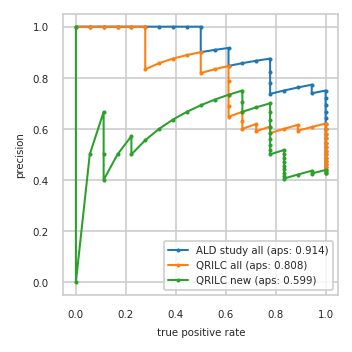 1.0
0.8
0.6
0.4
0.2
0.0
precision
ALD study all (aps: 0.914)
QRILC all (aps: 0.808)
QRILC new (aps: 0.599)
0.0 0.2 0.4 0.6 0.8 1.0
true positive rate